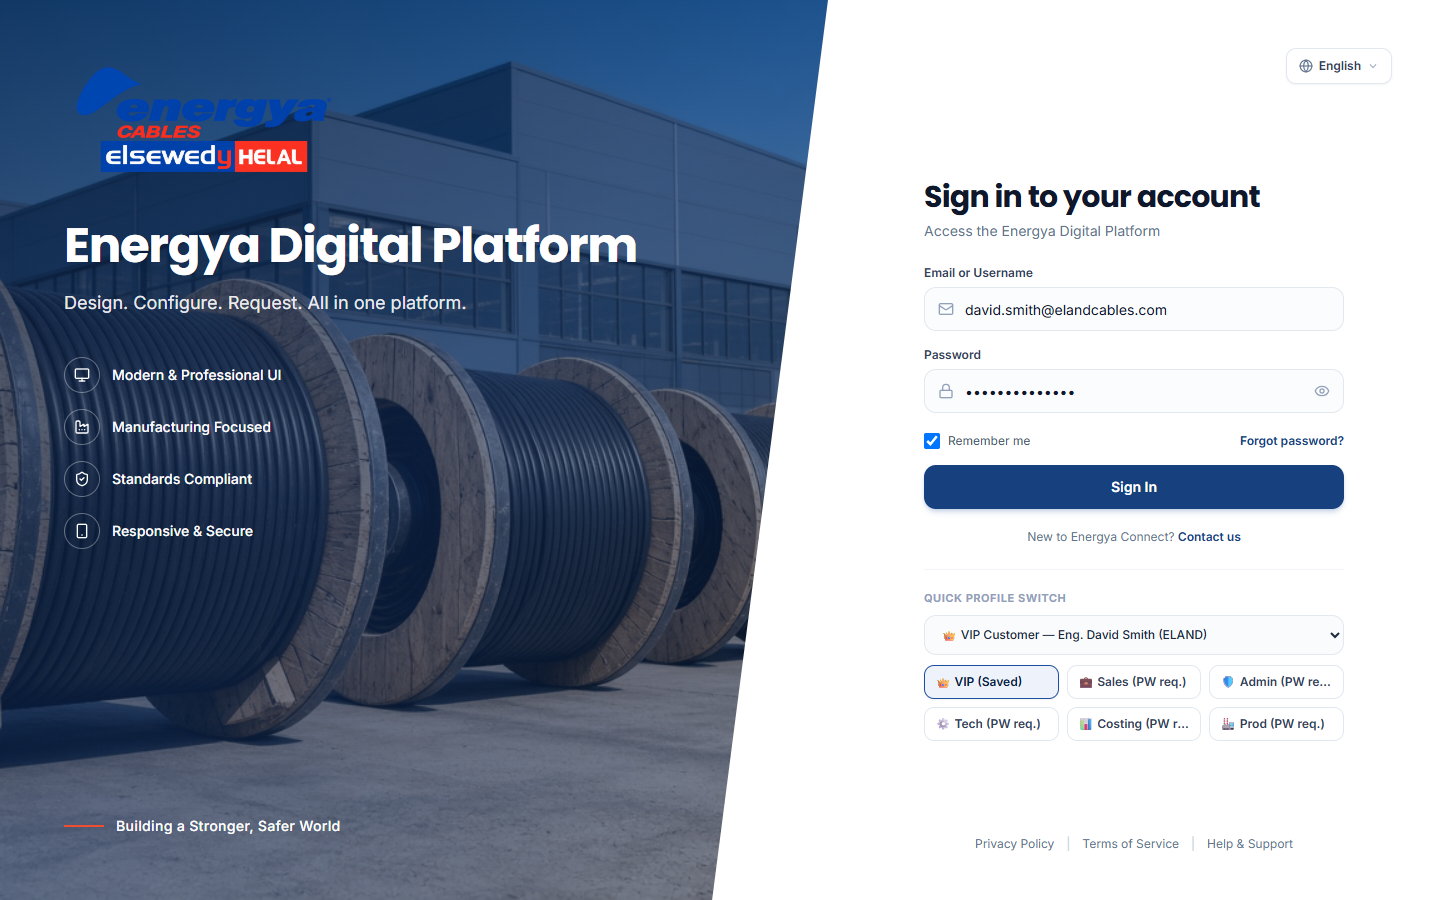 energya
CABLES
elsewedy HELAL
Energya Digital Platform
Design. Configure. Request. All in one platform.
Modern & Professional UI
Manufacturing Focused
Standards Compliant
Responsive & Secure
Building a Stronger, Safer World
English
Sign in to your account
Access the Energya Digital Platform
Email or Username
david.smith@elandcables.com
Password
••••••••••••••
Remember me
Forgot password?
Sign In
New to Energya Connect? Contact us
QUICK PROFILE SWITCH
👑 VIP Customer — Eng. David Smith (ELAND)
👑 VIP (Saved)
💼 Sales (PW req.)
🛡️ Admin (PW re...
⚙️ Tech (PW req.)
📊 Costing (PW r...
🏭 Prod (PW req.)
Privacy Policy | Terms of Service | Help & Support